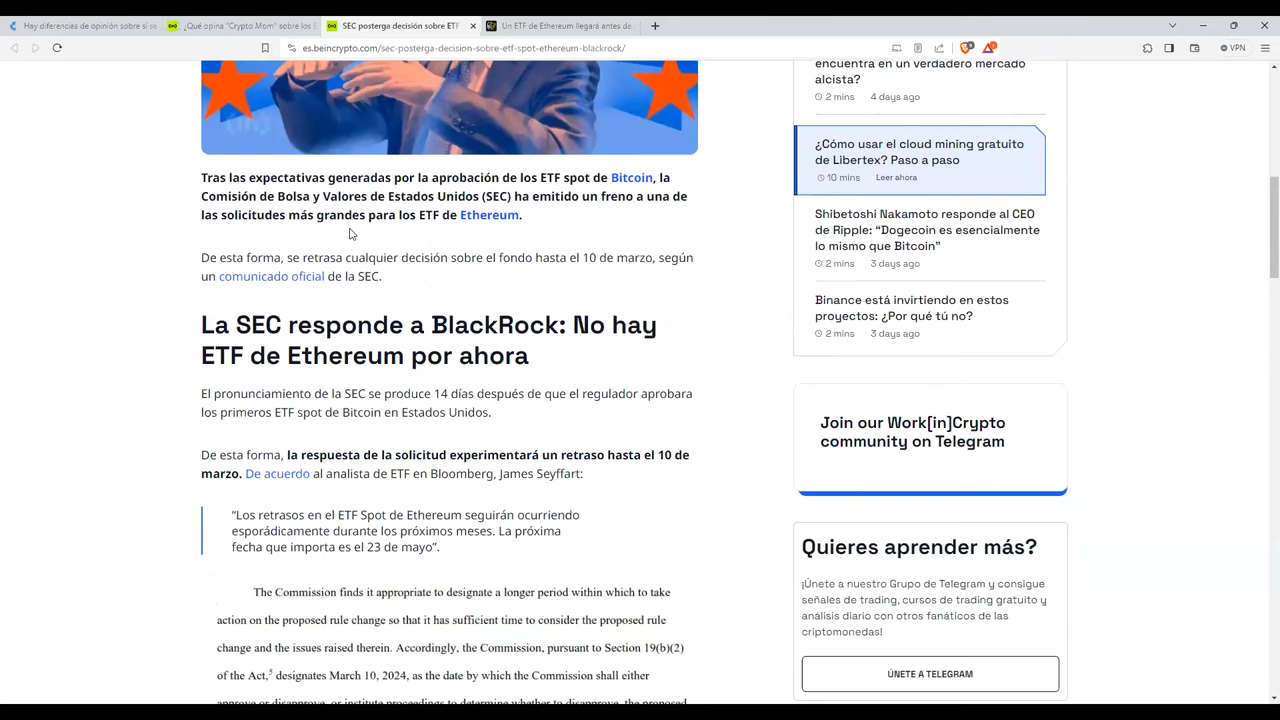 Hay diferencias de opinión sobre si se
¿Qué opina "Crypto Mom" sobre los E
SEC posterga decisión sobre ETF
Un ETF de Ethereum llegará antes da
es.beincrypto.com/sec-posterga-decision-sobre-etf-spot-ethereum-blackrock/
VPN
Tras las expectativas generadas por la aprobación de los ETF spot de Bitcoin, la
Comisión de Bolsa y Valores de Estados Unidos (SEC) ha emitido un freno a una de
las solicitudes más grandes para los ETF de Ethereum.
De esta forma, se retrasa cualquier decisión sobre el fondo hasta el 10 de marzo, según
un comunicado oficial de la SEC.
La SEC responde a BlackRock: No hay
ETF de Ethereum por ahora
El pronunciamiento de la SEC se produce 14 días después de que el regulador aprobara
los primeros ETF spot de Bitcoin en Estados Unidos.
De esta forma, la respuesta de la solicitud experimentará un retraso hasta el 10 de
marzo. De acuerdo al analista de ETF en Bloomberg, James Seyffart:
“Los retrasos en el ETF Spot de Ethereum seguirán ocurriendo
esporádicamente durante los próximos meses. La próxima
fecha que importa es el 23 de mayo”.
The Commission finds it appropriate to designate a longer period within which to take
action on the proposed rule change so that it has sufficient time to consider the proposed rule
change and the issues raised therein. Accordingly, the Commission, pursuant to Section 19(b)(2)
of the Act,5 designates March 10, 2024, as the date by which the Commission shall either
approve or disapprove, or institute proceedings to determine whether to disapprove, the proposed
encuentra en un verdadero mercado
alcista?
2 mins 4 days ago
¿Cómo usar el cloud mining gratuito
de Libertex? Paso a paso
10 mins Leer ahora
Shibetoshi Nakamoto responde al CEO
de Ripple: “Dogecoin es esencialmente
lo mismo que Bitcoin”
2 mins 3 days ago
Binance está invirtiendo en estos
proyectos: ¿Por qué tú no?
2 mins 3 days ago
Join our Work[in]Crypto
community on Telegram
Quieres aprender más?
¡Únete a nuestro Grupo de Telegram y consigue
señales de trading, cursos de trading gratuito y
análisis diario con otros fanáticos de las
criptomonedas!
ÚNETE A TELEGRAM